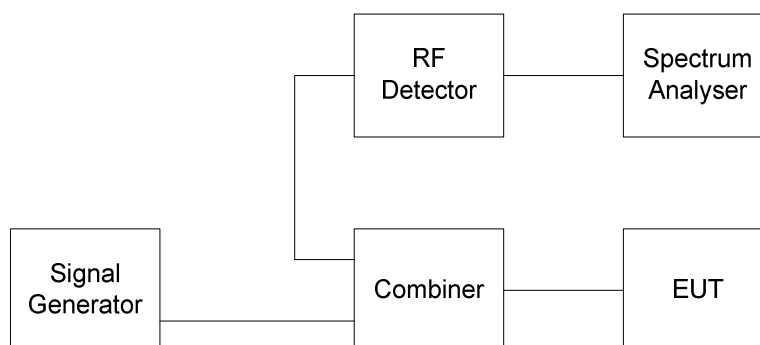 RF
Detector
Spectrum
Analyser
Signal
Generator
Combiner
EUT